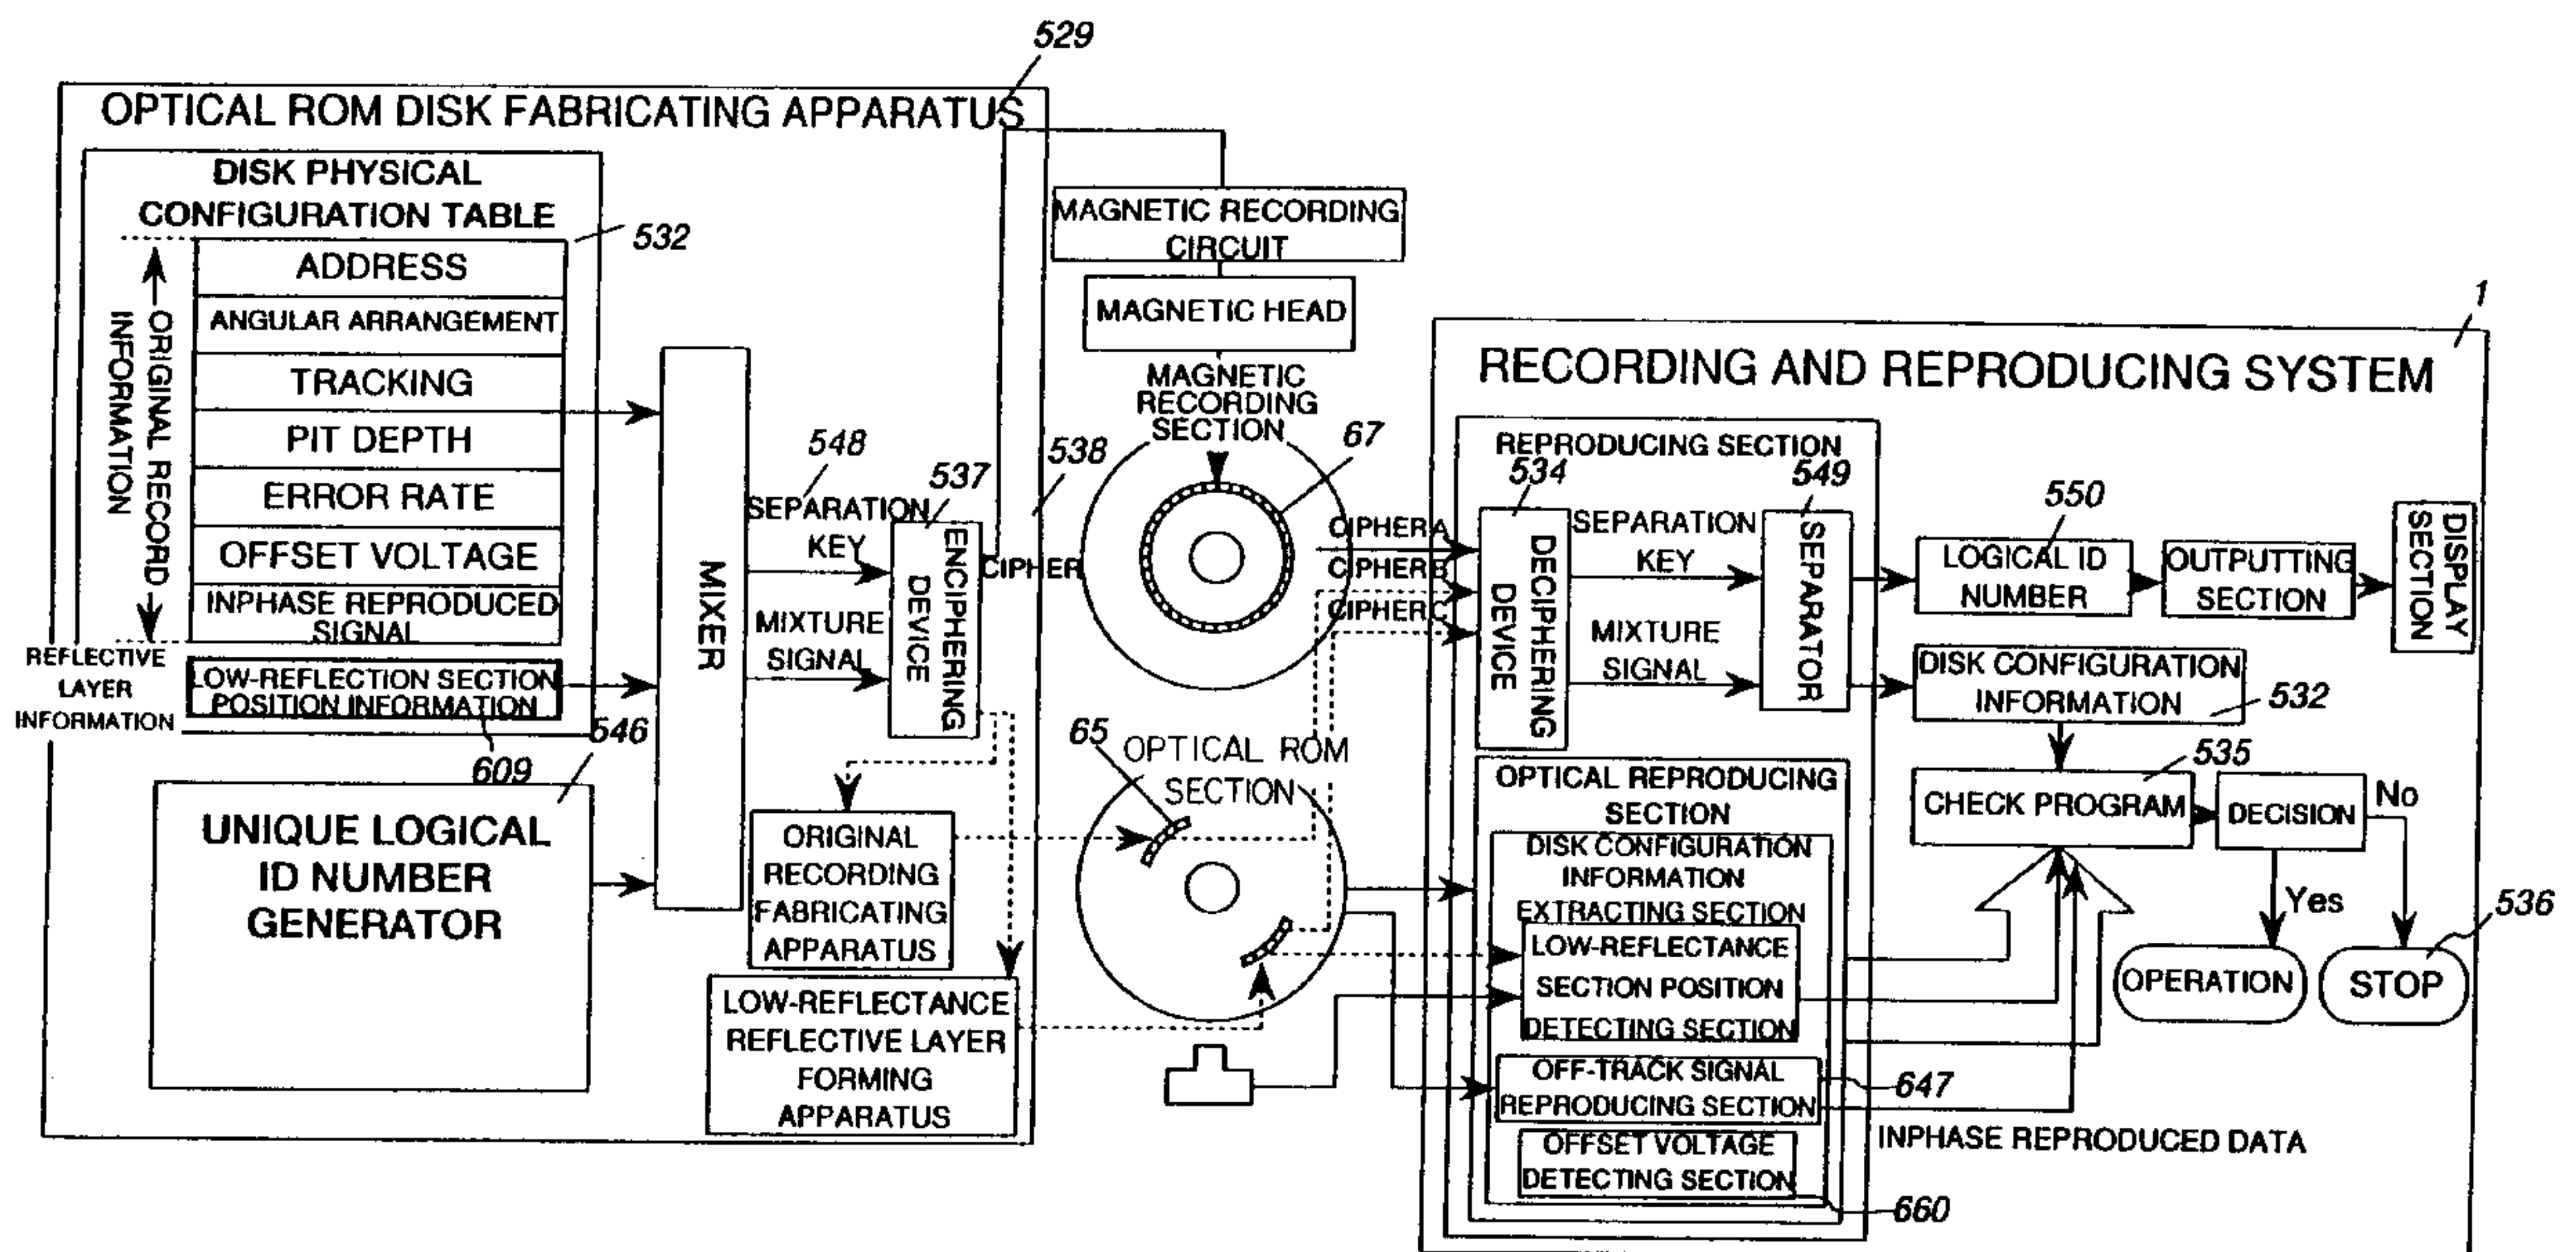 529
OPTICAL ROM DISK FABRICATING APPARATUS
DISK PHYSICAL
CONFIGURATION TABLE
532
ADDRESS
ANGULAR ARRANGEMENT
TRACKING
PIT DEPTH
ERROR RATE
OFFSET VOLTAGE
INPHASE REPRODUCED
SIGNAL
ORIGINAL RECORD
INFORMATION
REFLECTIVE
LAYER
INFORMATION
LOW-REFLECTION SECTION
POSITION INFORMATION
609
546
UNIQUE LOGICAL
ID NUMBER
GENERATOR
MIXER
548
SEPARATION
KEY
MIXTURE
SIGNAL
537
ENCIPHERING
DEVICE
CIPHER
538
ORIGINAL
RECORDING
FABRICATING
APPARATUS
LOW-REFLECTANCE
REFLECTIVE LAYER
FORMING
APPARATUS
MAGNETIC RECORDING
CIRCUIT
MAGNETIC HEAD
MAGNETIC
RECORDING
SECTION
67
CIPHER A
CIPHER B
CIPHER C
65
OPTICAL ROM
SECTION
1
RECORDING AND REPRODUCING SYSTEM
REPRODUCING SECTION
534
DECIPHERING
DEVICE
SEPARATION
KEY
MIXTURE
SIGNAL
549
SEPARATOR
550
LOGICAL ID
NUMBER
OUTPUTTING
SECTION
DISPLAY
SECTION
DISK CONFIGURATION
INFORMATION
532
535
CHECK PROGRAM
DECISION
No
Yes
OPERATION
STOP
536
OPTICAL REPRODUCING
SECTION
DISK CONFIGURATION
INFORMATION
EXTRACTING SECTION
LOW-REFLECTANCE
SECTION POSITION
DETECTING SECTION
OFF-TRACK SIGNAL
REPRODUCING SECTION
647
INPHASE REPRODUCED DATA
OFFSET VOLTAGE
DETECTING SECTION
660